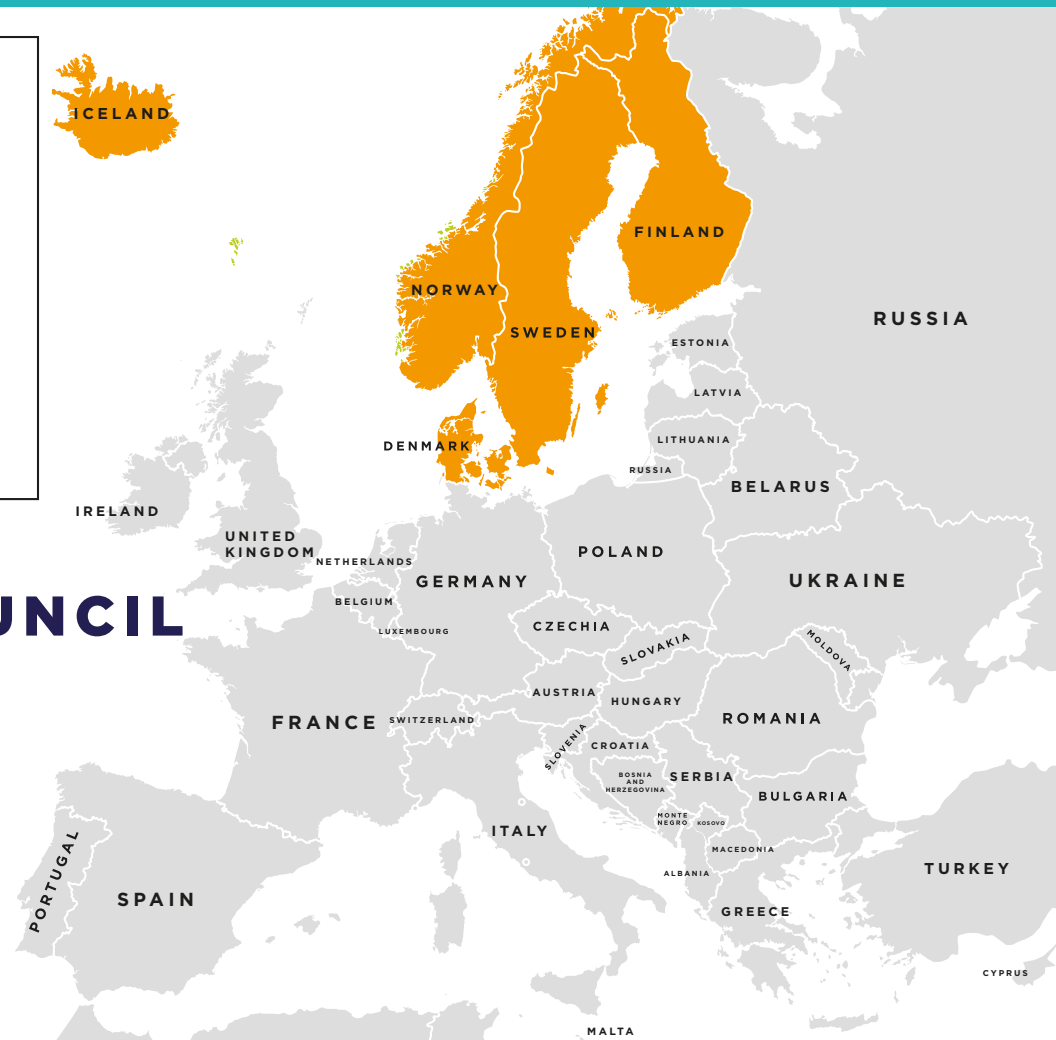 ICELAND
FINLAND
NORWAY
RUSSIA
SWEDEN
ESTONIA
LATVIA
LITHUANIA
DENMARK
RUSSIA
BELARUS
IRELAND
UNITED
KINGDOM
POLAND
NETHERLANDS
GERMANY
UKRAINE
BELGIUM
UNCIL
CZECHIA
LUXEMBOURG
SLOVAKIA
MOLDOVA
AUSTRIA
HUNGARY
FRANCE
SWITZERLAND
ROMANIA
SLOVENIA
CROATIA
BOSNIA
AND
HERZEGOVINA
SERBIA
BULGARIA
MONTE
NEGRO
KOSOVO
ITALY
MACEDONIA
ALBANIA
TURKEY
PORTUGAL
SPAIN
GREECE
CYPRUS
MALTA